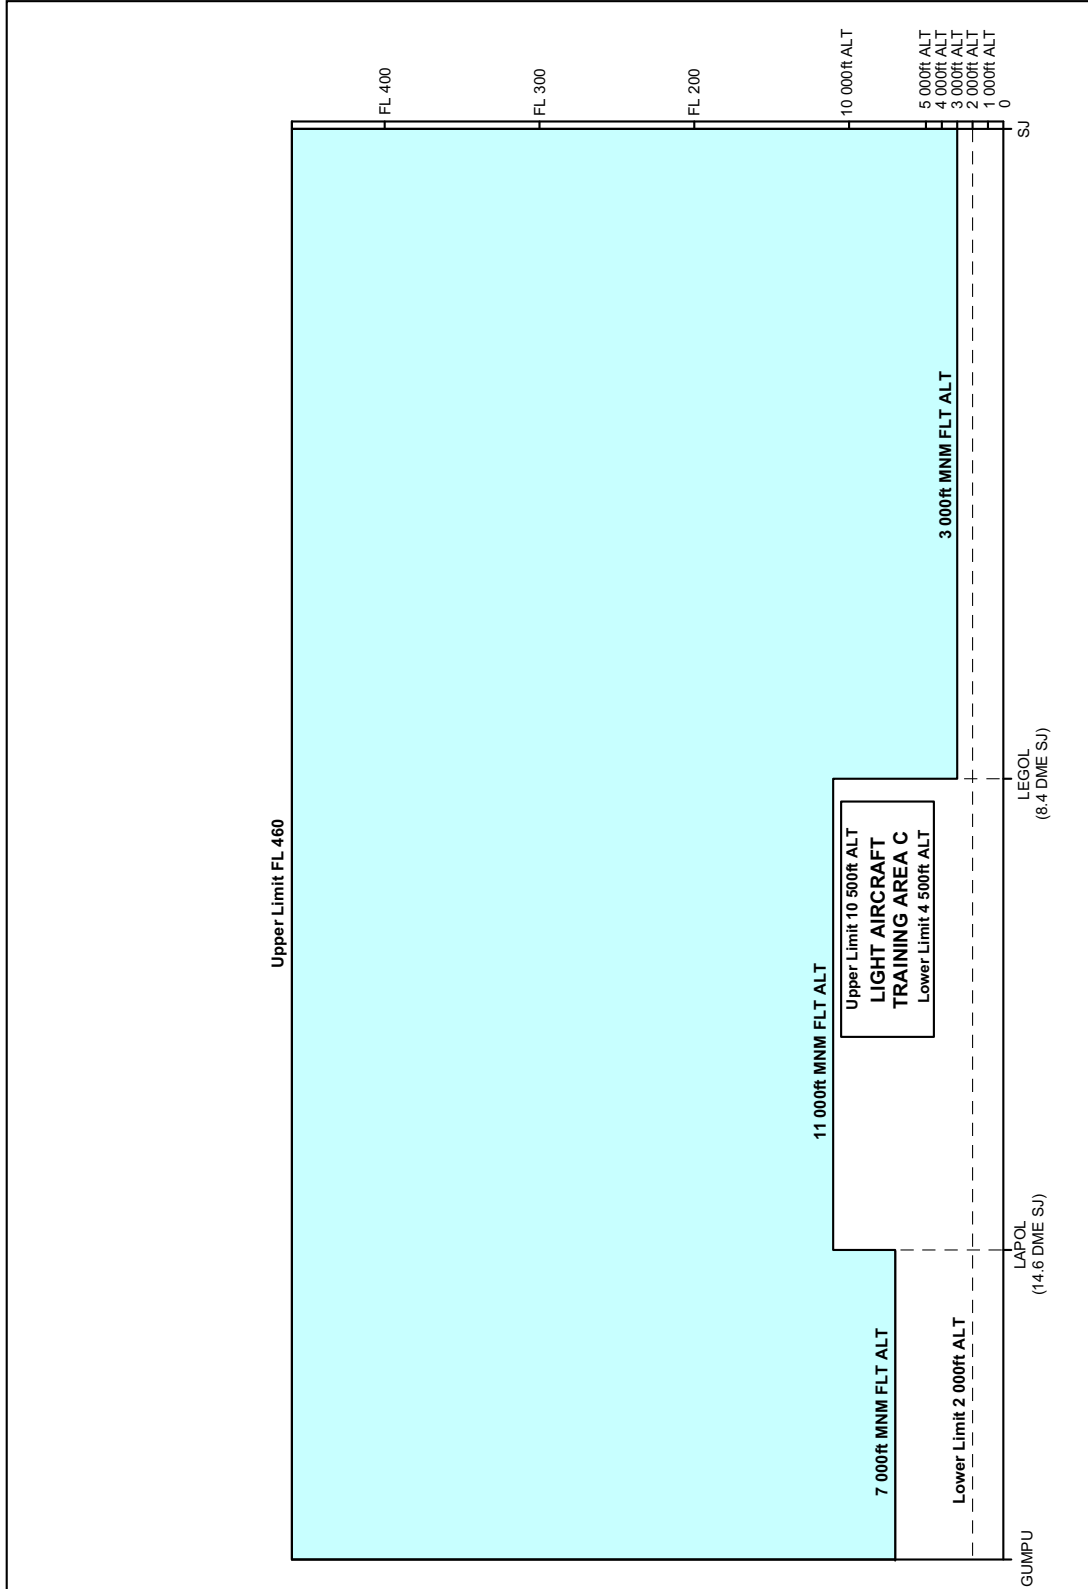 Upper Limit FL 460
FL 400
FL 300
FL 200
10 000ft ALT
5 000ft ALT
4 000ft ALT
3 000ft ALT
2 000ft ALT
1 000ft ALT
0
11 000ft MNM FLT ALT
Upper Limit 10 500ft ALT
LIGHT AIRCRAFT
TRAINING AREA C
Lower Limit 4 500ft ALT
7 000ft MNM FLT ALT
3 000ft MNM FLT ALT
Lower Limit 2 000ft ALT
GUMPU
LAPOL
(14.6 DME SJ)
LEGOL
(8.4 DME SJ)
SJ